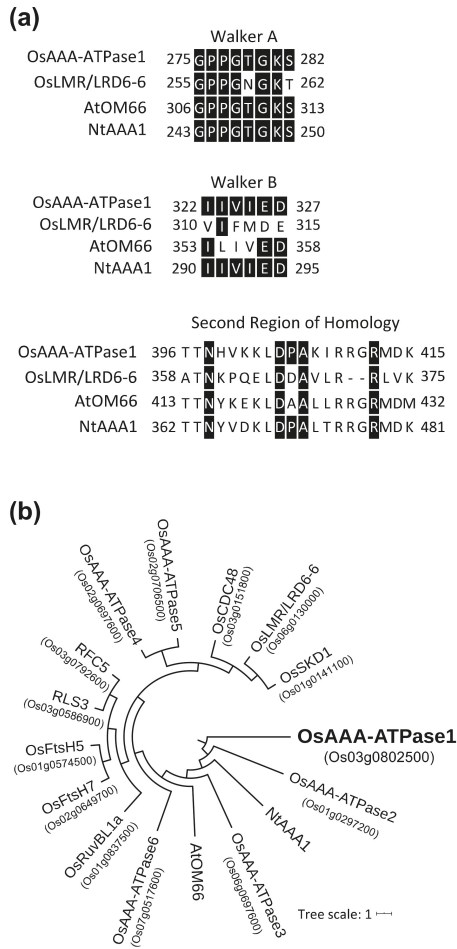 (a)
Walker A
OsAAA-ATPase1 275 GPPGTGKS 282
OsLMR/LRD6-6 255 GPPGNGKT 262
AtOM66 306 GPPGTGKS 313
NtAAA1 243 GPPGTGKS 250
Walker B
OsAAA-ATPase1 322 IIVIED 327
OsLMR/LRD6-6 310 VIFMDE 315
AtOM66 353 ILIVED 358
NtAAA1 290 IIVIED 295
Second Region of Homology
OsAAA-ATPase1 396 TTNHVKKLDPAKIRRGRMDK 415
OsLMR/LRD6-6 358 ATNKPQELDDAVLR--RLVK 375
AtOM66 413 TTNYKEKLDAALLRRGRMDM 432
NtAAA1 362 TTNYVDKLDPALTRRGRMDK 481
(b)
OsAAA-ATPase4
(Os02g0697600)
OsAAA-ATPase5
(Os02g0706500)
OsCDC48
(Os03g0151800)
OsLMR/LRD6-6
(Os06g0130000)
OsSKD1
(Os01g0141100)
OsAAA-ATPase1
(Os03g0802500)
OsAAA-ATPase2
(Os01g0297200)
NtAAA1
OsAAA-ATPase3
(Os06g0697600)
AtOM66
OsAAA-ATPase6
(Os07g0517600)
OsRuvBL1a
(Os01g0837500)
OsFtsH7
(Os02g0649700)
OsFtsH5
(Os01g0574500)
RLS3
(Os03g0586900)
RFC5
(Os03g0792600)
Tree scale: 1